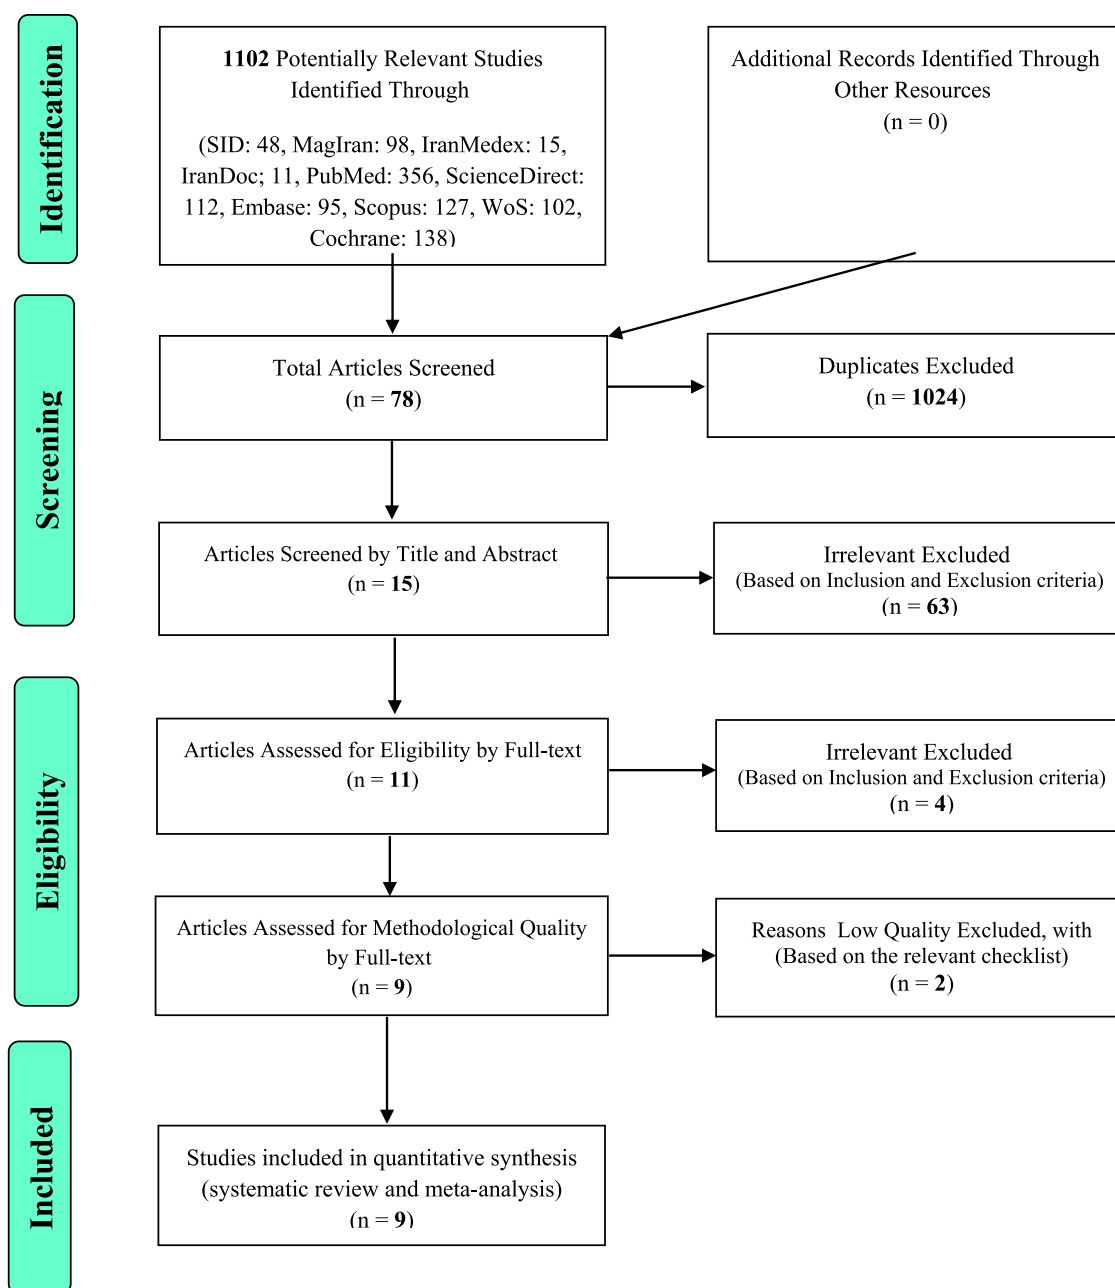 Identification
1102 Potentially Relevant Studies
Identified Through
(SID: 48, MagIran: 98, IranMedex: 15,
IranDoc; 11, PubMed: 356, ScienceDirect:
112, Embase: 95, Scopus: 127, WoS: 102,
Cochrane: 138)
Additional Records Identified Through
Other Resources
(n = 0)
Screening
Total Articles Screened
(n = 78)
Duplicates Excluded
(n = 1024)
Articles Screened by Title and Abstract
(n = 15)
Irrelevant Excluded
(Based on Inclusion and Exclusion criteria)
(n = 63)
Eligibility
Articles Assessed for Eligibility by Full-text
(n = 11)
Irrelevant Excluded
(Based on Inclusion and Exclusion criteria)
(n = 4)
Articles Assessed for Methodological Quality
by Full-text
(n = 9)
Reasons Low Quality Excluded, with
(Based on the relevant checklist)
(n = 2)
Included
Studies included in quantitative synthesis
(systematic review and meta-analysis)
(n = 9)